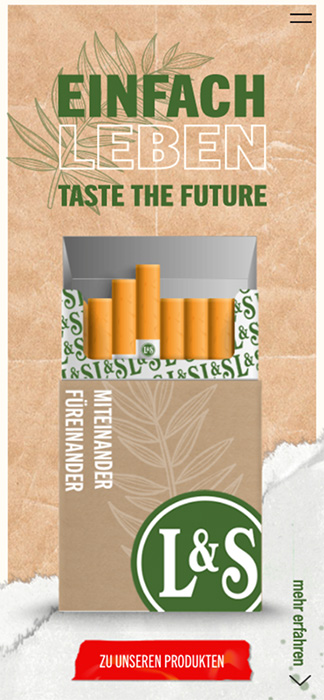 EINFACH
LEBEN
TASTE THE FUTURE
L&S
MITEINANDER
FÜREINANDER
L&S
mehr erfahren
ZU UNSEREN PRODUKTEN